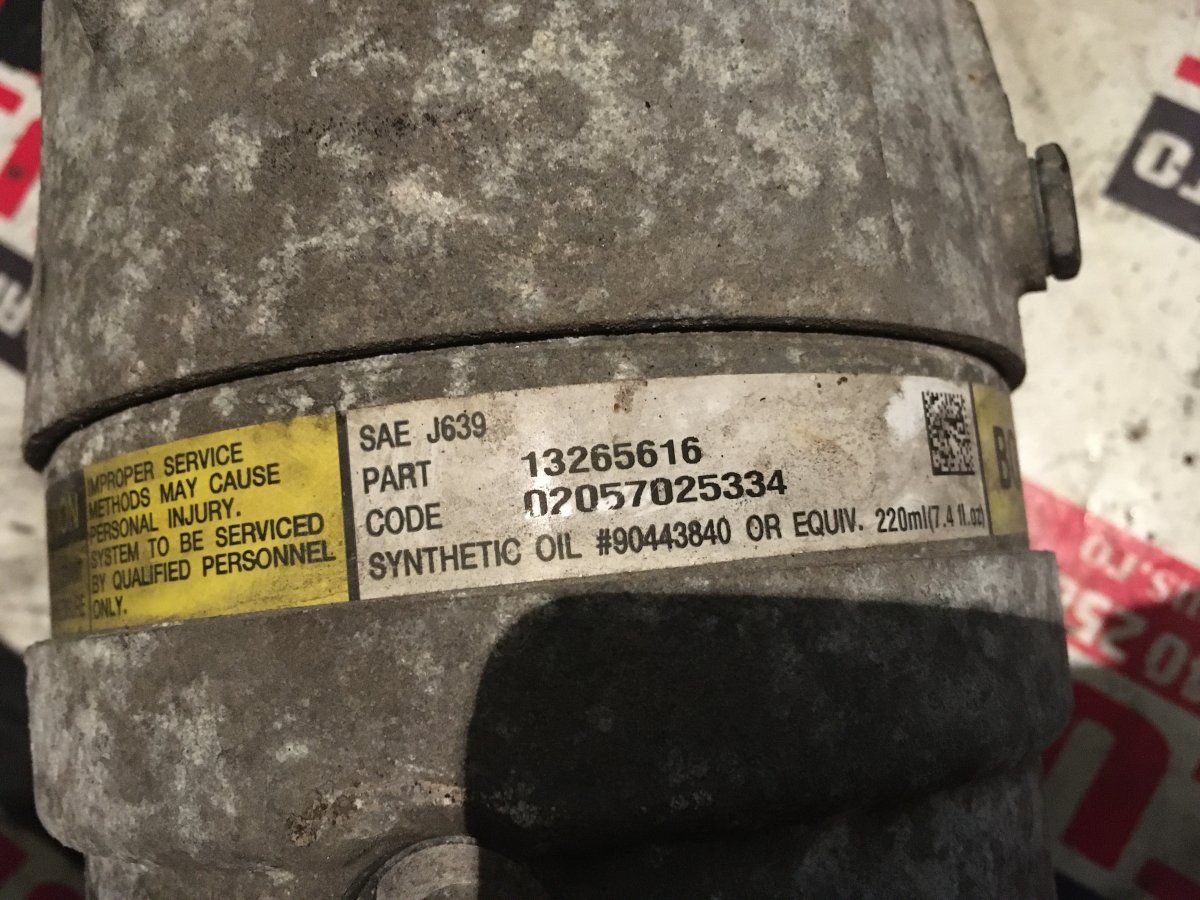 IMPROPER SERVICE
METHODS MAY CAUSE
PERSONAL INJURY.
SYSTEM TO BE SERVICED
BY QUALIFIED PERSONNEL
ONLY.
SAE J639
PART 13265616
CODE 02057025334
SYNTHETIC OIL #90443840 OR EQUIV. 220ml(7.4 fl.oz)